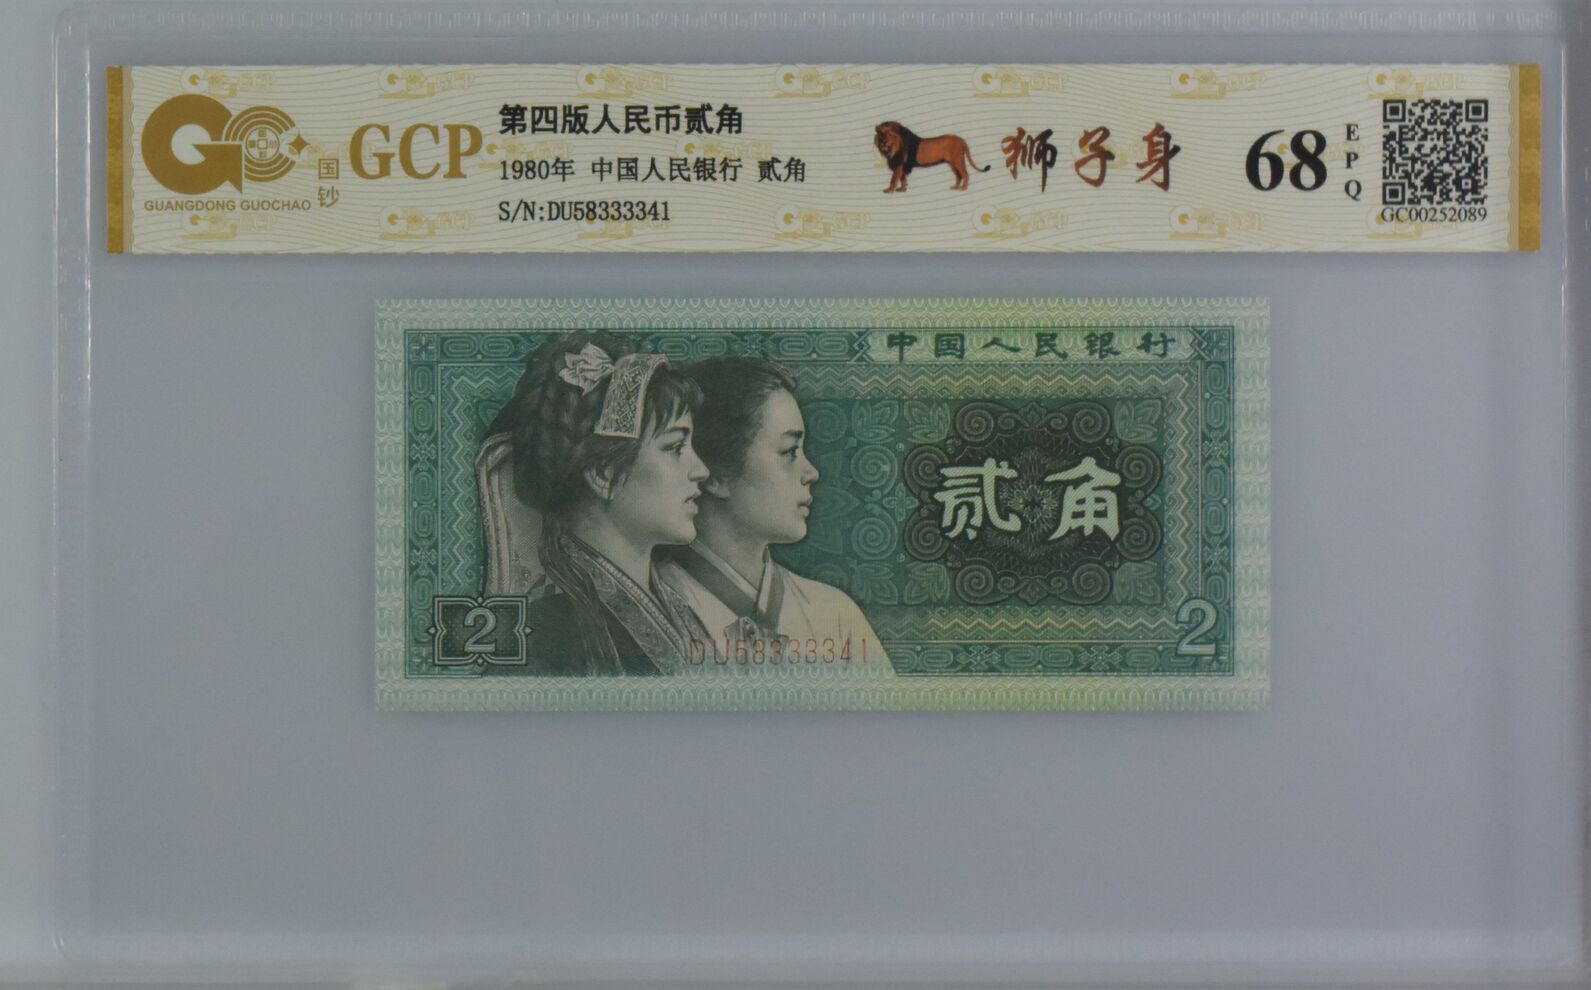 GCP
国钞
GUANGDONG GUOCHAO
第四版人民币贰角
1980年 中国人民银行 贰角
S/N:DU58333341
狮子身
68
EPQ
GC00252089
中国人民银行
贰角
2
2
DU58333341